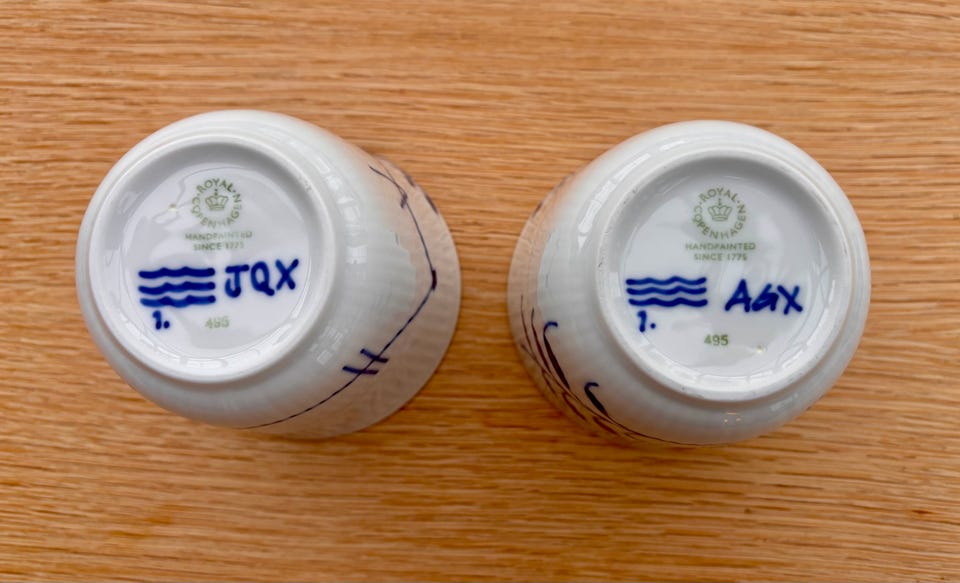 ROYAL COPENHAGEN
HANDPAINTED
SINCE 1775
JQX
1.
495
ROYAL COPENHAGEN
HANDPAINTED
SINCE 1775
AGX
1.
495